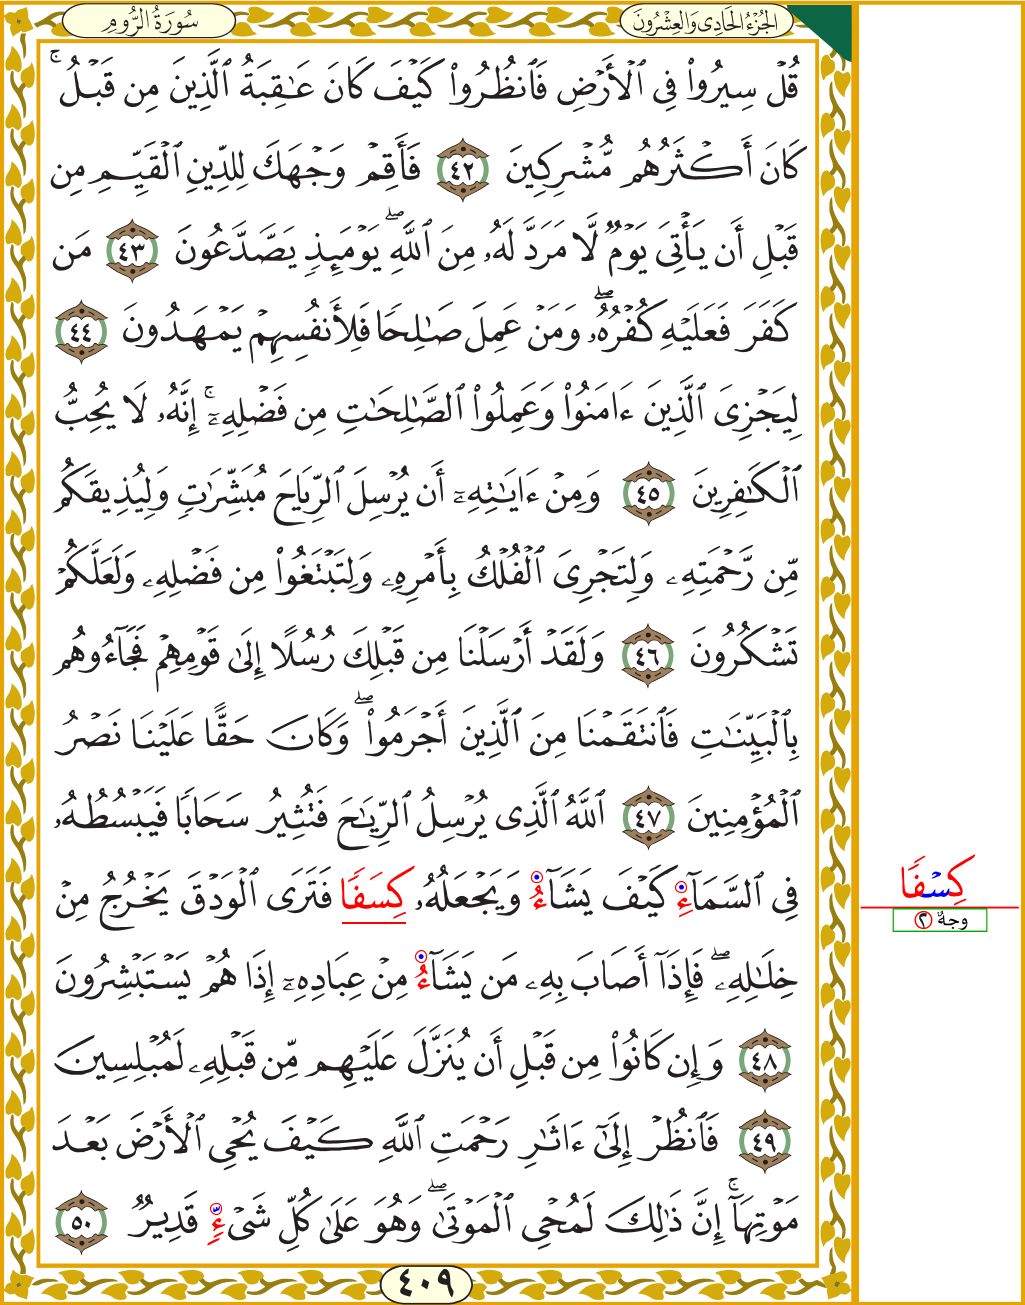 سُورَةُ الرُّومِ
الجُزْءُ الحَادِى وَالعِشْرُونَ
قُلْ سِيرُوا۟ فِى ٱلْأَرْضِ فَٱنظُرُوا۟ كَيْفَ كَانَ عَـٰقِبَةُ ٱلَّذِينَ مِن قَبْلُ ۚ
كَانَ أَكْثَرُهُم مُّشْرِكِينَ ٤٢ فَأَقِمْ وَجْهَكَ لِلدِّينِ ٱلْقَيِّمِ مِن
قَبْلِ أَن يَأْتِىَ يَوْمٌ لَّا مَرَدَّ لَهُۥ مِنَ ٱللَّهِ ۖ يَوْمَئِذٍ يَصَّدَّعُونَ ٤٣ مَن
كَفَرَ فَعَلَيْهِ كُفْرُهُۥ ۖ وَمَنْ عَمِلَ صَـٰلِحًا فَلِأَنفُسِهِمْ يَمْهَدُونَ ٤٤
لِيَجْزِىَ ٱلَّذِينَ ءَامَنُوا۟ وَعَمِلُوا۟ ٱلصَّـٰلِحَـٰتِ مِن فَضْلِهِۦٓ ۚ إِنَّهُۥ لَا يُحِبُّ
ٱلْكَـٰفِرِينَ ٤٥ وَمِنْ ءَايَـٰتِهِۦٓ أَن يُرْسِلَ ٱلرِّيَاحَ مُبَشِّرَٰتٍ وَلِيُذِيقَكُم
مِّن رَّحْمَتِهِۦ وَلِتَجْرِىَ ٱلْفُلْكُ بِأَمْرِهِۦ وَلِتَبْتَغُوا۟ مِن فَضْلِهِۦ وَلَعَلَّكُمْ
تَشْكُرُونَ ٤٦ وَلَقَدْ أَرْسَلْنَا مِن قَبْلِكَ رُسُلًا إِلَىٰ قَوْمِهِمْ فَجَآءُوهُم
بِٱلْبَيِّنَـٰتِ فَٱنتَقَمْنَا مِنَ ٱلَّذِينَ أَجْرَمُوا۟ ۖ وَكَانَ حَقًّا عَلَيْنَا نَصْرُ
ٱلْمُؤْمِنِينَ ٤٧ ٱللَّهُ ٱلَّذِى يُرْسِلُ ٱلرِّيَـٰحَ فَتُثِيرُ سَحَابًا فَيَبْسُطُهُۥ
فِى ٱلسَّمَآءِ كَيْفَ يَشَآءُ وَيَجْعَلُهُۥ كِسَفًا فَتَرَى ٱلْوَدْقَ يَخْرُجُ مِنْ
خِلَـٰلِهِۦ ۖ فَإِذَآ أَصَابَ بِهِۦ مَن يَشَآءُ مِنْ عِبَادِهِۦٓ إِذَا هُمْ يَسْتَبْشِرُونَ
٤٨ وَإِن كَانُوا۟ مِن قَبْلِ أَن يُنَزَّلَ عَلَيْهِم مِّن قَبْلِهِۦ لَمُبْلِسِينَ
٤٩ فَٱنظُرْ إِلَىٰٓ ءَاثَـٰرِ رَحْمَتِ ٱللَّهِ كَيْفَ يُحْىِ ٱلْأَرْضَ بَعْدَ
مَوْتِهَآ ۚ إِنَّ ذَٰلِكَ لَمُحْىِ ٱلْمَوْتَىٰ ۖ وَهُوَ عَلَىٰ كُلِّ شَىْءٍ قَدِيرٌ ٥٠
كِسْفًا
وجهٌ ٢
٤٠٩